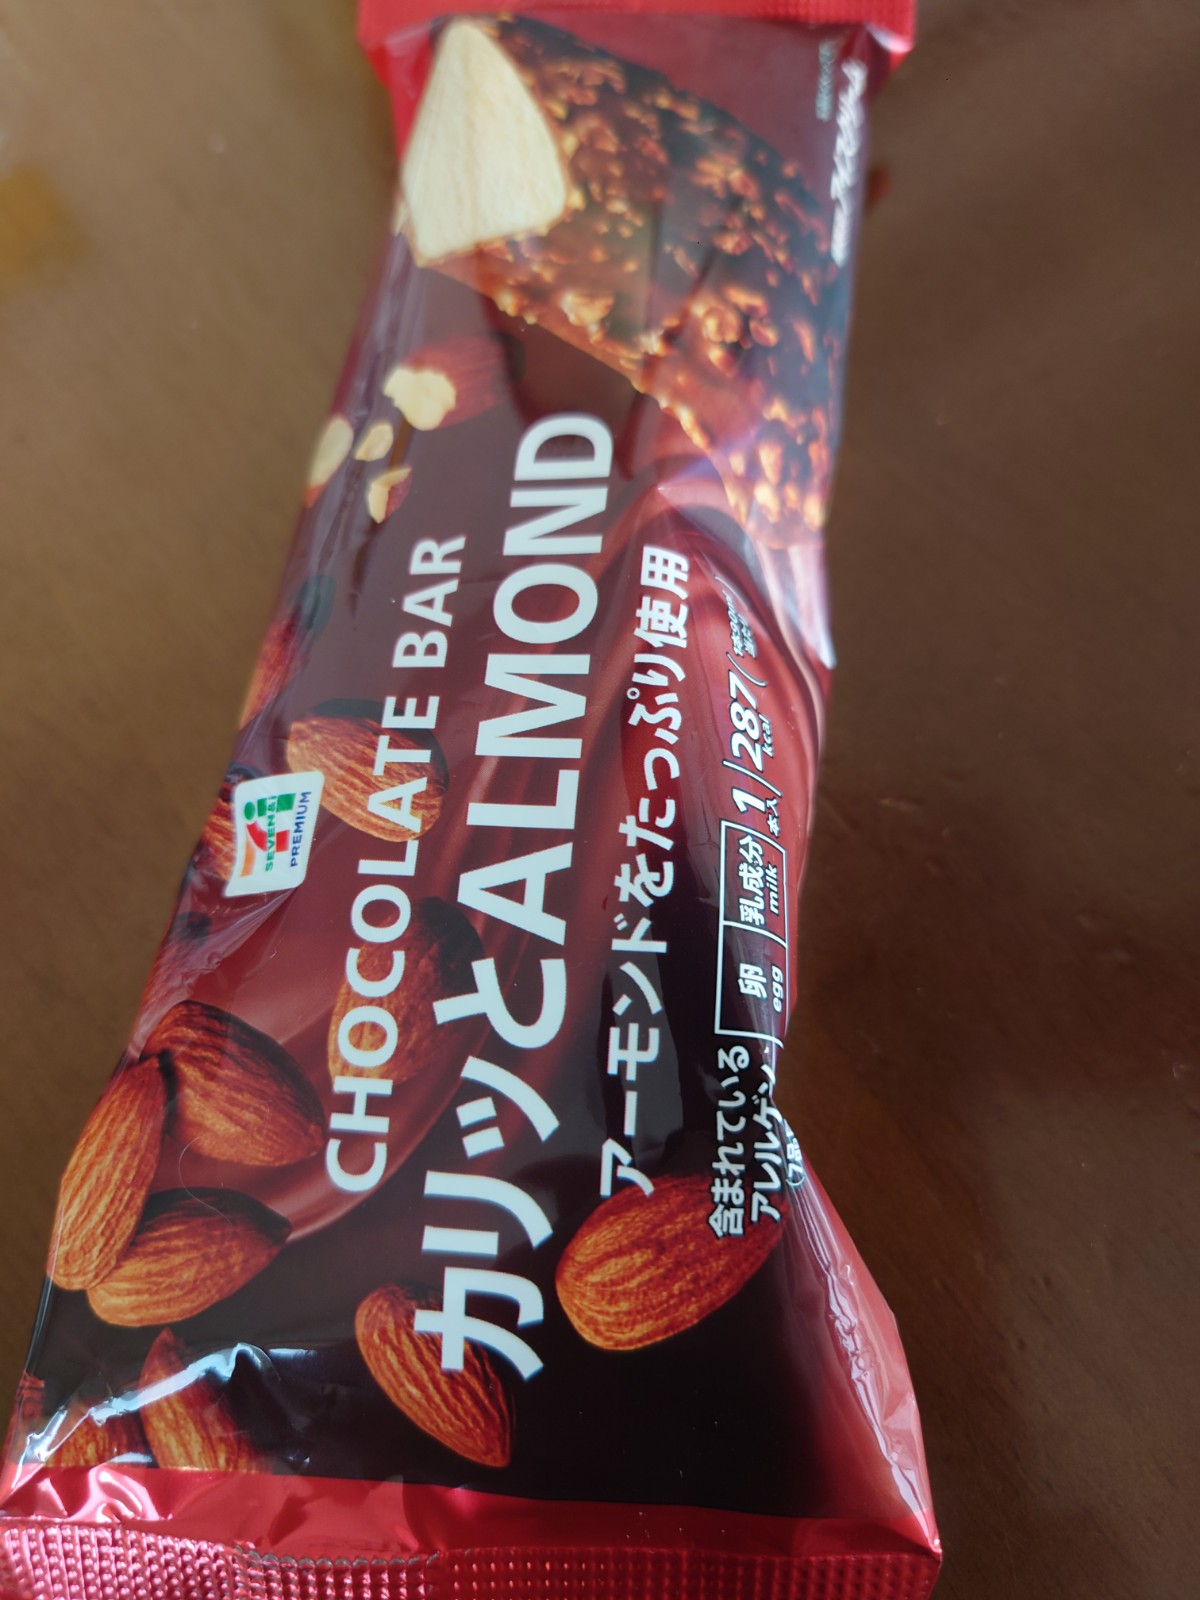 SEVEN&i
PREMIUM
CHOCOLATE BAR
カリッとALMOND
アーモンドをたっぷり使用
含まれている
アレルゲン
卵
egg
乳成分
milk
1
本入
287
kcal